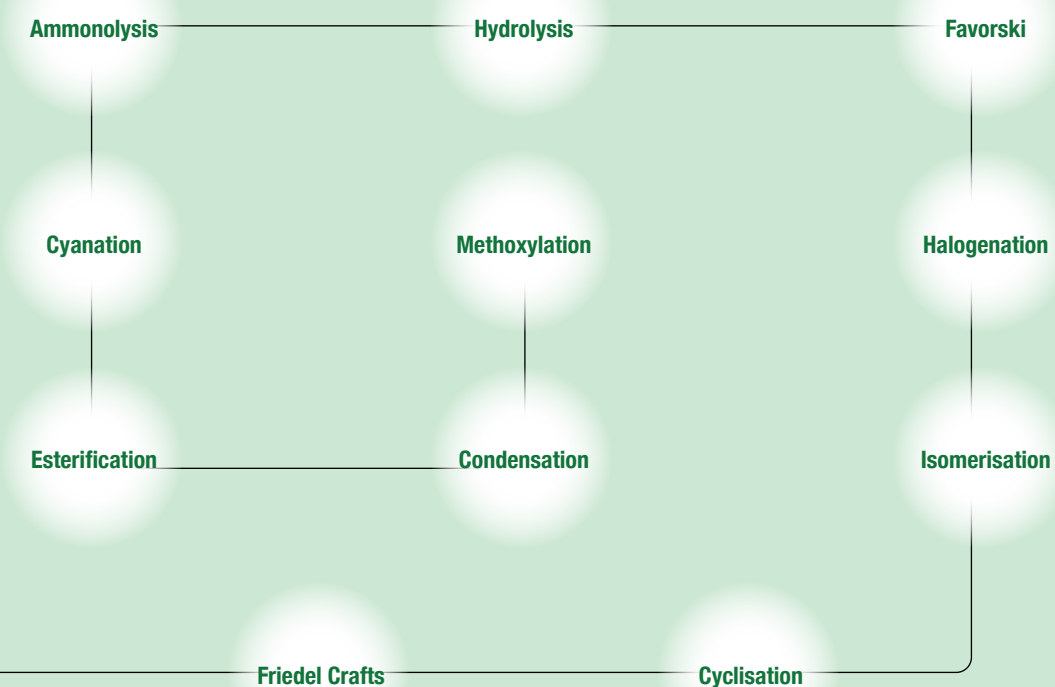 Ammonolysis
Hydrolysis
Favorski
Cyanation
Methoxylation
Halogenation
Esterification
Condensation
Isomerisation
Friedel Crafts
Cyclisation